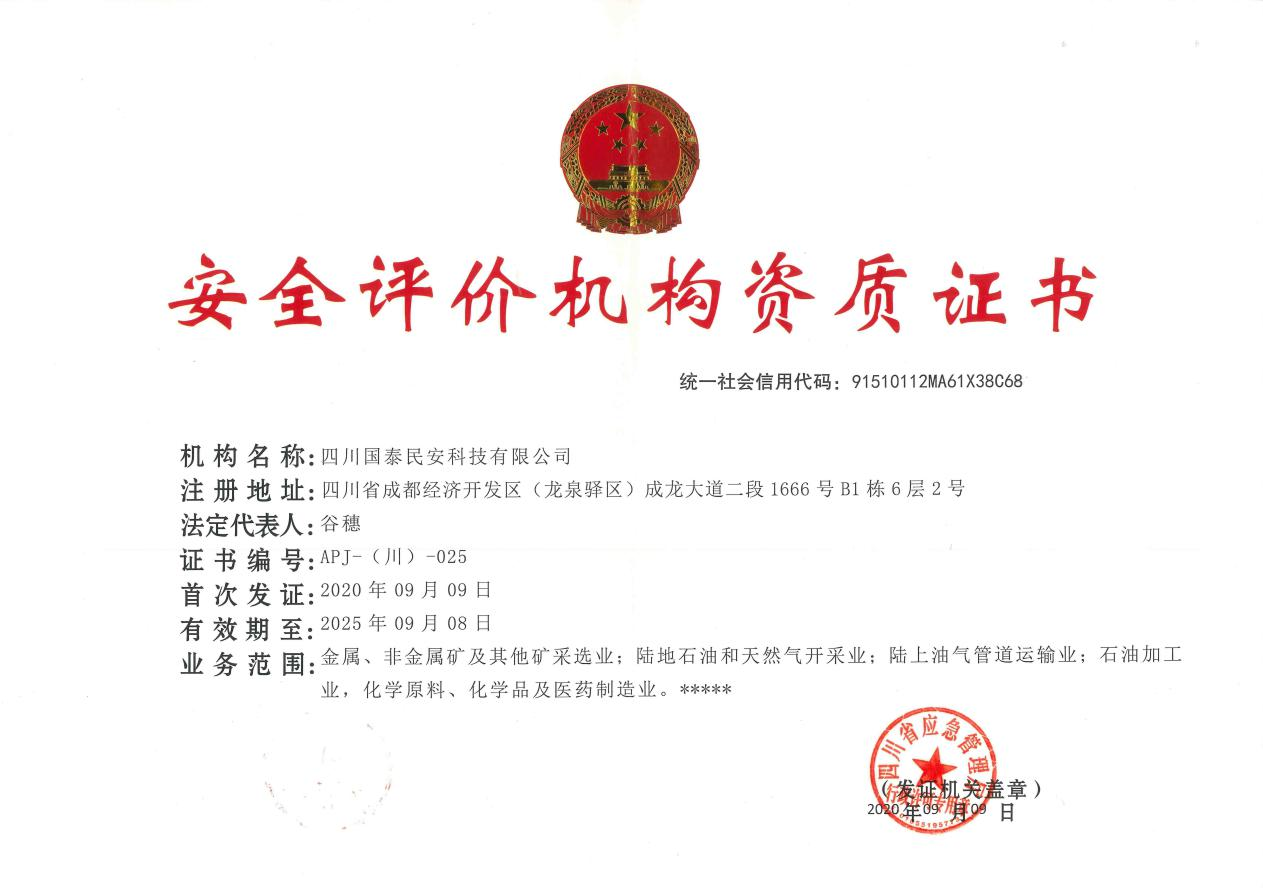 安全评价机构资质证书
统一社会信用代码：91510112MA61X38C68
机构名称：四川国泰民安科技有限公司
注册地址：四川省成都经济开发区（龙泉驿区）成龙大道二段1666号B1栋6层2号
法定代表人：谷穗
证书编号：APJ-（川）-025
首次发证：2020年09月09日
有效期至：2025年09月08日
业务范围：金属、非金属矿及其他矿采选业；陆地石油和天然气开采业；陆上油气管道运输业；石油加工
业，化学原料、化学品及医药制造业。*****
四川省应急管理厅
（发证机关盖章）
行政许可专用章
2020年09月09日